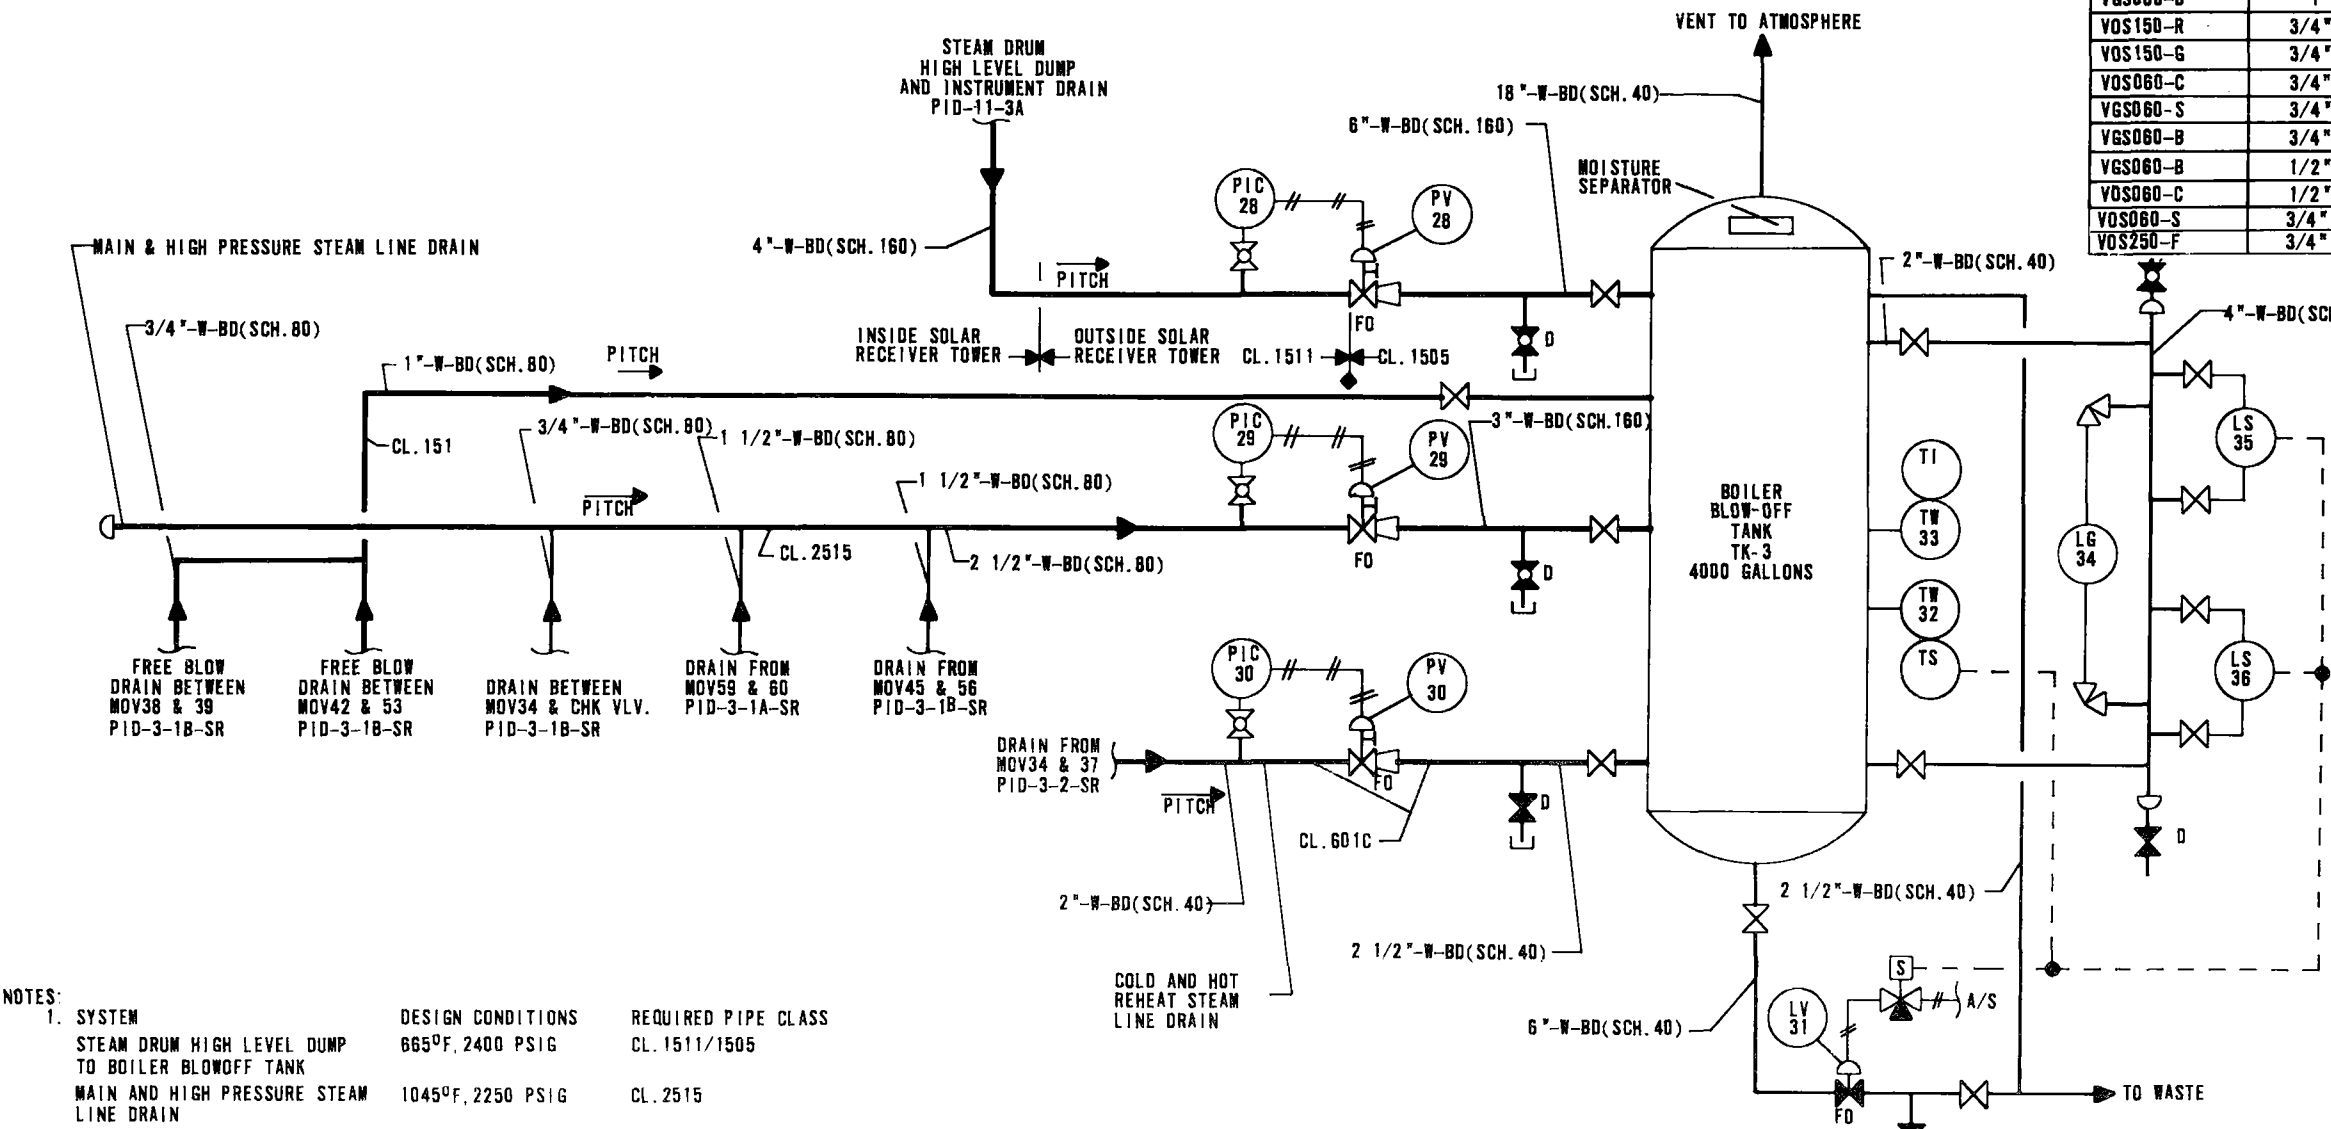 VENT TO ATMOSPHERE
VOS150-R 3/4"
VOS150-G 3/4"
VOS060-C 3/4"
VGS060-S 3/4"
VGS060-B 3/4"
VGS060-B 1/2"
VOS060-C 1/2"
VOS060-S 3/4"
VOS250-F 3/4"
STEAM DRUM
HIGH LEVEL DUMP
AND INSTRUMENT DRAIN
PID-11-3A
18"-W-BD(SCH.40)
6"-W-BD(SCH.160)
MOISTURE
SEPARATOR
PIC
28
PV
28
4"-W-BD(SCH.160)
MAIN & HIGH PRESSURE STEAM LINE DRAIN
PITCH
2"-W-BD(SCH.40)
4"-W-BD(SC
3/4"-W-BD(SCH.80)
FO
D
INSIDE SOLAR
RECEIVER TOWER
OUTSIDE SOLAR
RECEIVER TOWER
CL.1511
CL.1505
PITCH
1"-W-BD(SCH.80)
CL.151
3/4"-W-BD(SCH.80)
1 1/2"-W-BD(SCH.80)
PIC
29
PV
29
3"-W-BD(SCH.160)
LS
35
TI
TW
33
1 1/2"-W-BD(SCH.80)
PITCH
BOILER
BLOW-OFF
TANK
TK-3
4000 GALLONS
LG
34
CL.2515
2 1/2"-W-BD(SCH.80)
FO
D
TW
32
TS
LS
36
FREE BLOW
DRAIN BETWEEN
MOV38 & 39
PID-3-1B-SR
FREE BLOW
DRAIN BETWEEN
MOV42 & 53
PID-3-1B-SR
DRAIN BETWEEN
MOV34 & CHK VLV.
PID-3-1B-SR
DRAIN FROM
MOV59 & 60
PID-3-1A-SR
DRAIN FROM
MOV45 & 56
PID-3-1B-SR
PIC
30
PV
30
DRAIN FROM
MOV34 & 37
PID-3-2-SR
PITCH
FO
D
CL.601C
D
2"-W-BD(SCH.40)
2 1/2"-W-BD(SCH.40)
2 1/2"-W-BD(SCH.40)
COLD AND HOT
REHEAT STEAM
LINE DRAIN
S
A/S
LV
31
6"-W-BD(SCH.40)
FO
TO WASTE
NOTES:
1. SYSTEM DESIGN CONDITIONS REQUIRED PIPE CLASS
STEAM DRUM HIGH LEVEL DUMP 665°F, 2400 PSIG CL.1511/1505
TO BOILER BLOWOFF TANK
MAIN AND HIGH PRESSURE STEAM 1045°F, 2250 PSIG CL.2515
LINE DRAIN